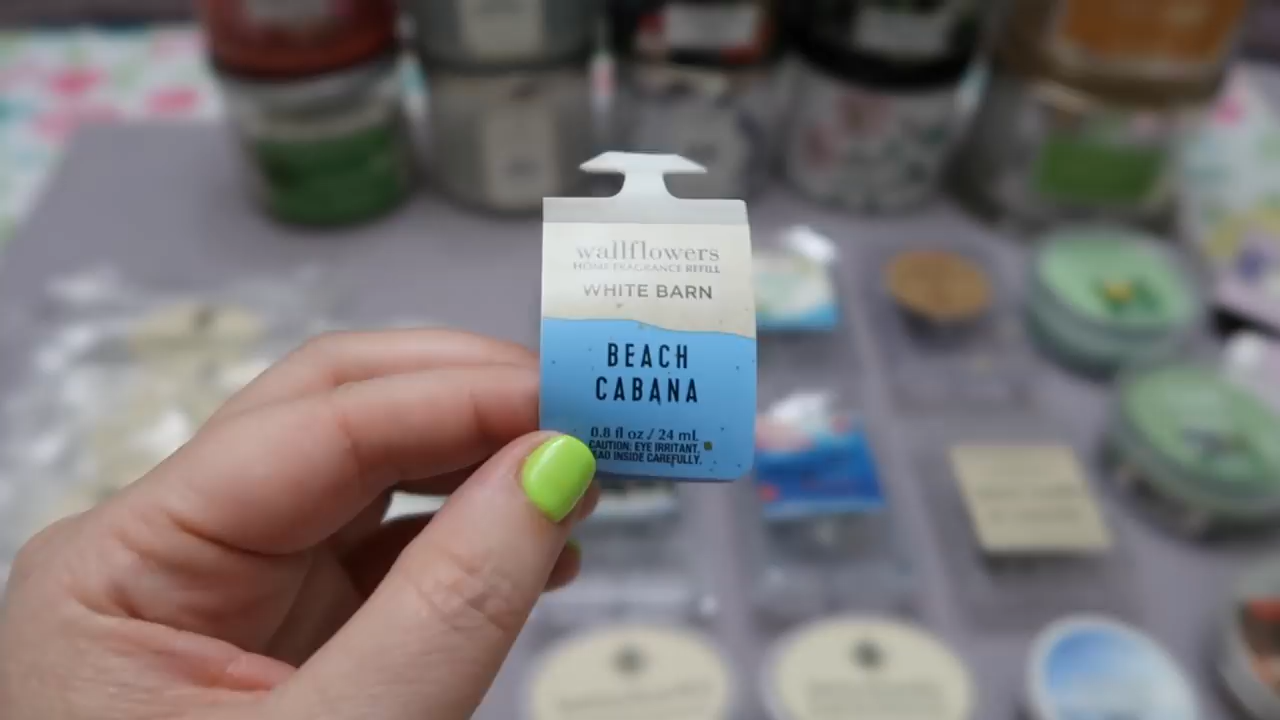 wallflowers
HOME FRAGRANCE REFILL
WHITE BARN
BEACH
CABANA
0.8 fl oz / 24 mL
CAUTION: EYE IRRITANT.
INSIDE CAREFULLY.